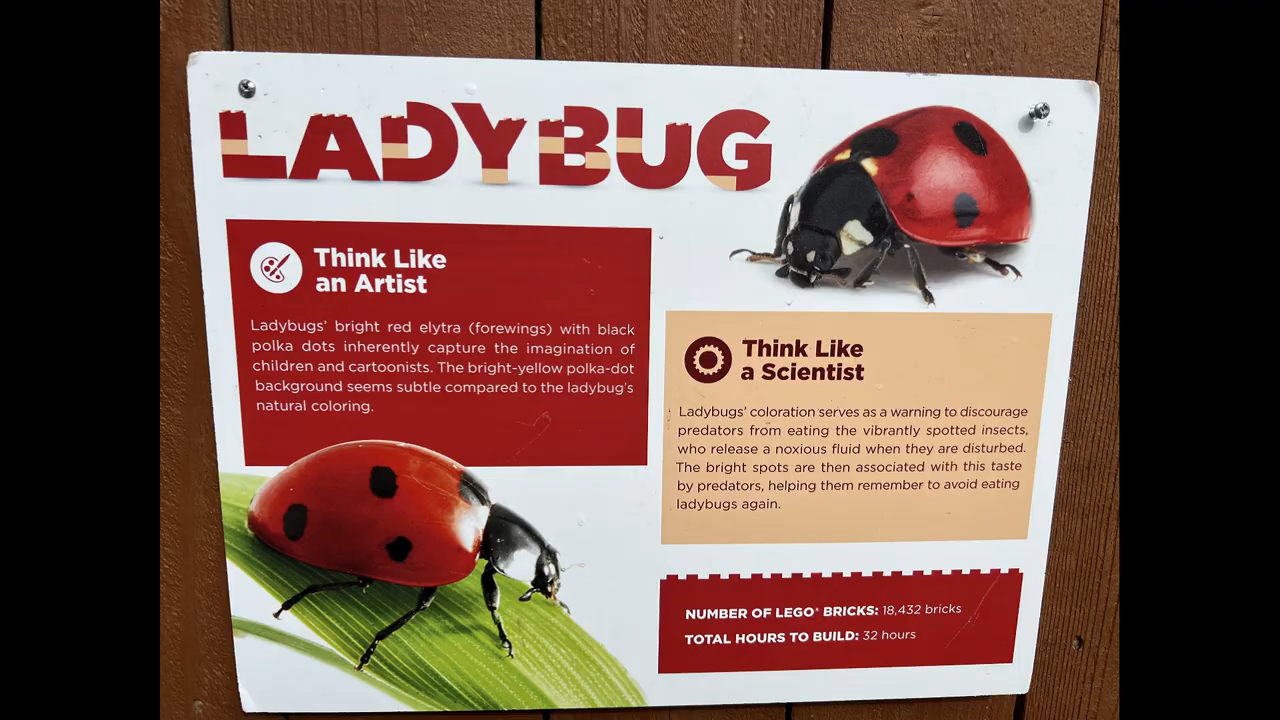 LADYBUG
Think Like
an Artist
Ladybugs' bright red elytra (forewings) with black
polka dots inherently capture the imagination of
children and cartoonists. The bright-yellow polka-dot
background seems subtle compared to the ladybug's
natural coloring.
Think Like
a Scientist
Ladybugs' coloration serves as a warning to discourage
predators from eating the vibrantly spotted insects,
who release a noxious fluid when they are disturbed.
The bright spots are then associated with this taste
by predators, helping them remember to avoid eating
ladybugs again.
NUMBER OF LEGO® BRICKS: 18,432 bricks
TOTAL HOURS TO BUILD: 32 hours